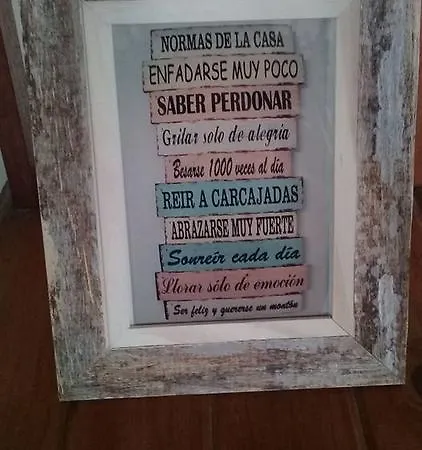 NORMAS DE LA CASA
ENFADARSE MUY POCO
SABER PERDONAR
Gritar solo de alegría
Besarse 1000 veces al día
REIR A CARCAJADAS
ABRAZARSE MUY FUERTE
Sonreír cada día
Llorar sólo de emoción
Ser feliz y quererse un montón